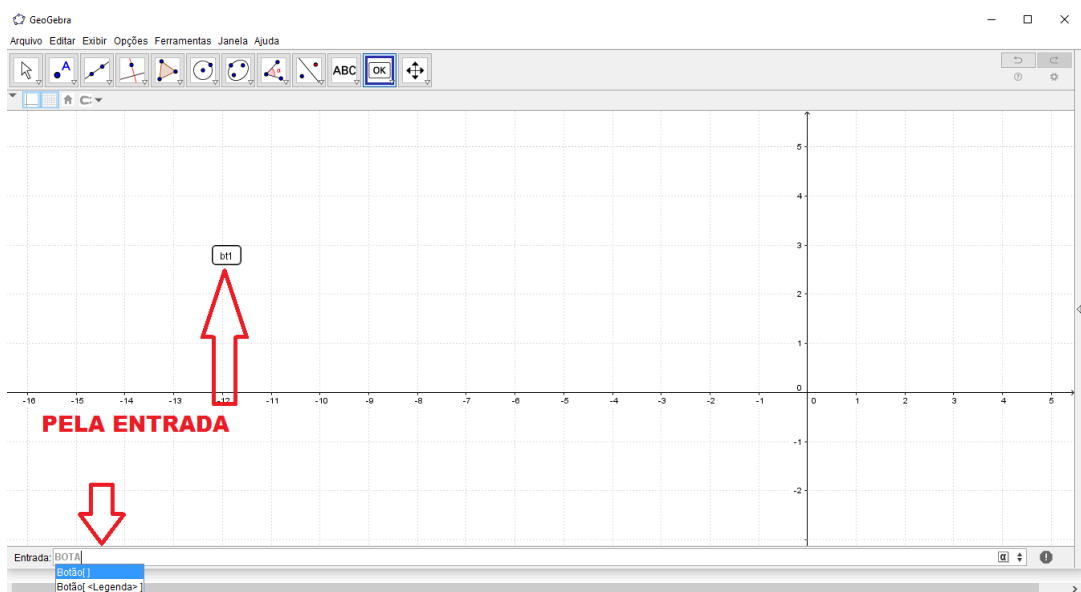 GeoGebra
Arquivo Editar Exibir Opções Ferramentas Janela Ajuda
A ABC OK
5
4
bt1
3
2
1
0
-16 -15 -14 -13 -12 -11 -10 -9 -8 -7 -6 -5 -4 -3 -2 -1 0 1 2 3 4 5
PELA ENTRADA
-1
-2
Entrada: BOTA α
Botão[ ]
Botão[ <Legenda> ]